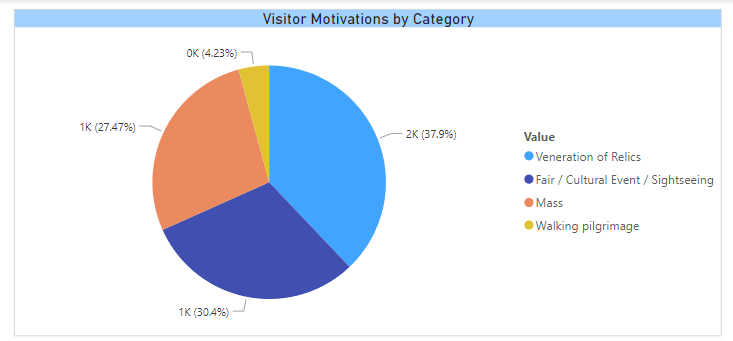 Visitor Motivations by Category
0K (4.23%)
1K (27.47%)
2K (37.9%)
1K (30.4%)
Value
Veneration of Relics
Fair / Cultural Event / Sightseeing
Mass
Walking pilgrimage